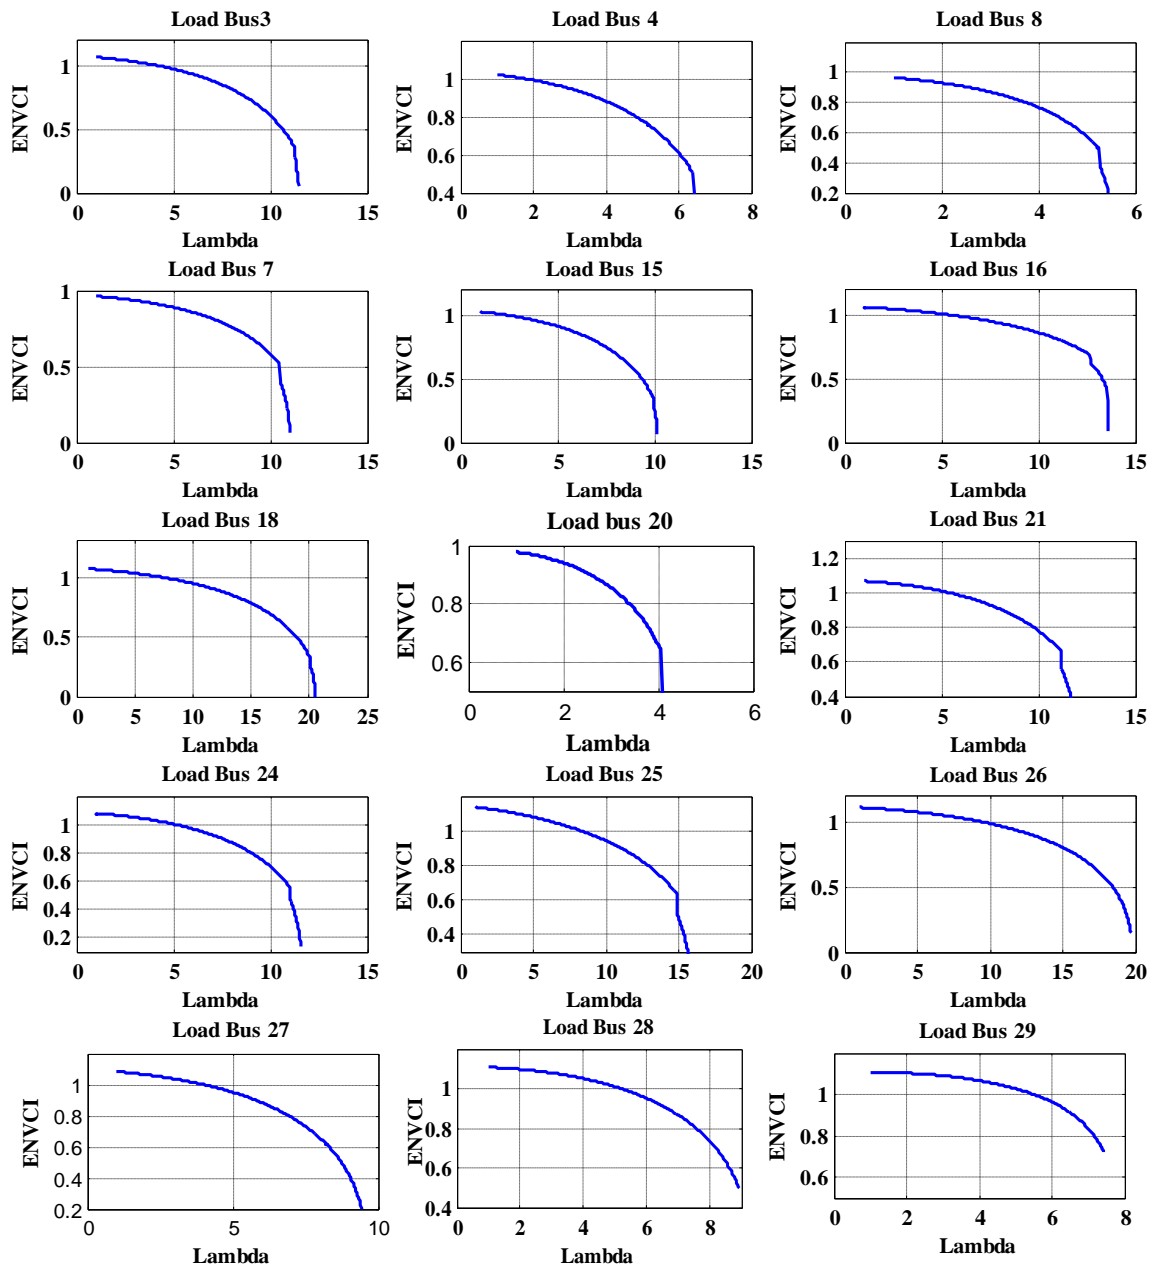 Load Bus3
Load Bus 4
Load Bus 8
ENVCI
1
0.5
0
0 5 10 15
Lambda
ENVCI
1
0.8
0.6
0.4
0 2 4 6 8
Lambda
ENVCI
1
0.8
0.6
0.4
0.2
0 2 4 6
Lambda
Load Bus 7
Load Bus 15
Load Bus 16
ENVCI
1
0.5
0
0 5 10 15
Lambda
ENVCI
1
0.5
0
0 5 10 15
Lambda
ENVCI
1
0.5
0
0 5 10 15
Lambda
Load Bus 18
Load bus 20
Load Bus 21
ENVCI
1
0.5
0
0 5 10 15 20 25
Lambda
ENVCI
1
0.8
0.6
0 2 4 6
Lambda
ENVCI
1.2
1
0.8
0.6
0.4
0 5 10 15
Lambda
Load Bus 24
Load Bus 25
Load Bus 26
ENVCI
1
0.8
0.6
0.4
0.2
0 5 10 15
Lambda
ENVCI
1
0.8
0.6
0.4
0 5 10 15 20
Lambda
ENVCI
1
0.5
0
0 5 10 15 20
Lambda
Load Bus 27
Load Bus 28
Load Bus 29
ENVCI
1
0.8
0.6
0.4
0.2
0 5 10
Lambda
ENVCI
1
0.8
0.6
0.4
0 2 4 6 8
Lambda
ENVCI
1
0.8
0.6
0 2 4 6 8
Lambda